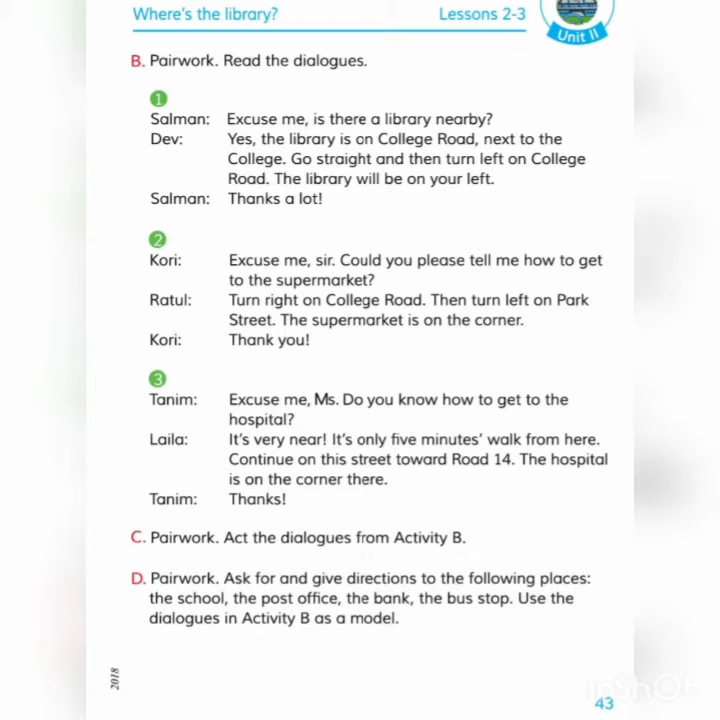 Where's the library? Lessons 2-3
Unit II
B. Pairwork. Read the dialogues.
1
Salman: Excuse me, is there a library nearby?
Dev: Yes, the library is on College Road, next to the
College. Go straight and then turn left on College
Road. The library will be on your left.
Salman: Thanks a lot!
2
Kori: Excuse me, sir. Could you please tell me how to get
to the supermarket?
Ratul: Turn right on College Road. Then turn left on Park
Street. The supermarket is on the corner.
Kori: Thank you!
3
Tanim: Excuse me, Ms. Do you know how to get to the
hospital?
Laila: It's very near! It's only five minutes' walk from here.
Continue on this street toward Road 14. The hospital
is on the corner there.
Tanim: Thanks!
C. Pairwork. Act the dialogues from Activity B.
D. Pairwork. Ask for and give directions to the following places:
the school, the post office, the bank, the bus stop. Use the
dialogues in Activity B as a model.
2018
InShOt
43